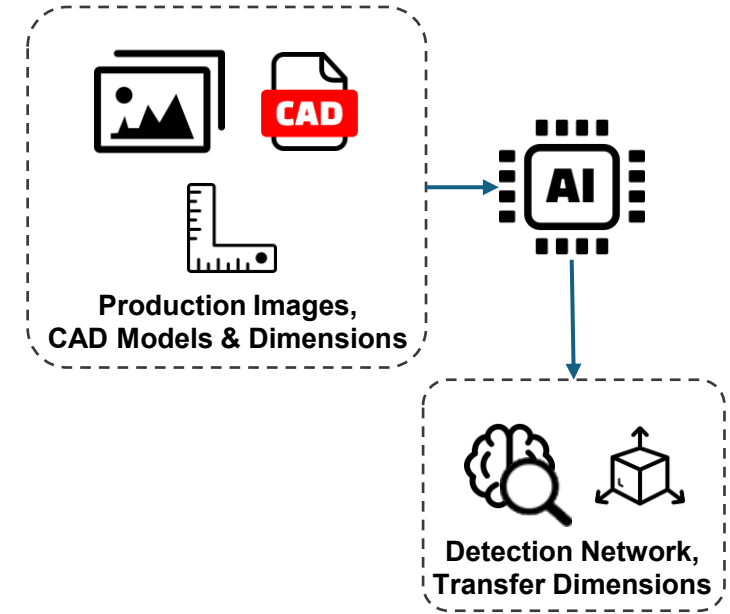 CAD
AI
Production Images,
CAD Models & Dimensions
Detection Network,
Transfer Dimensions